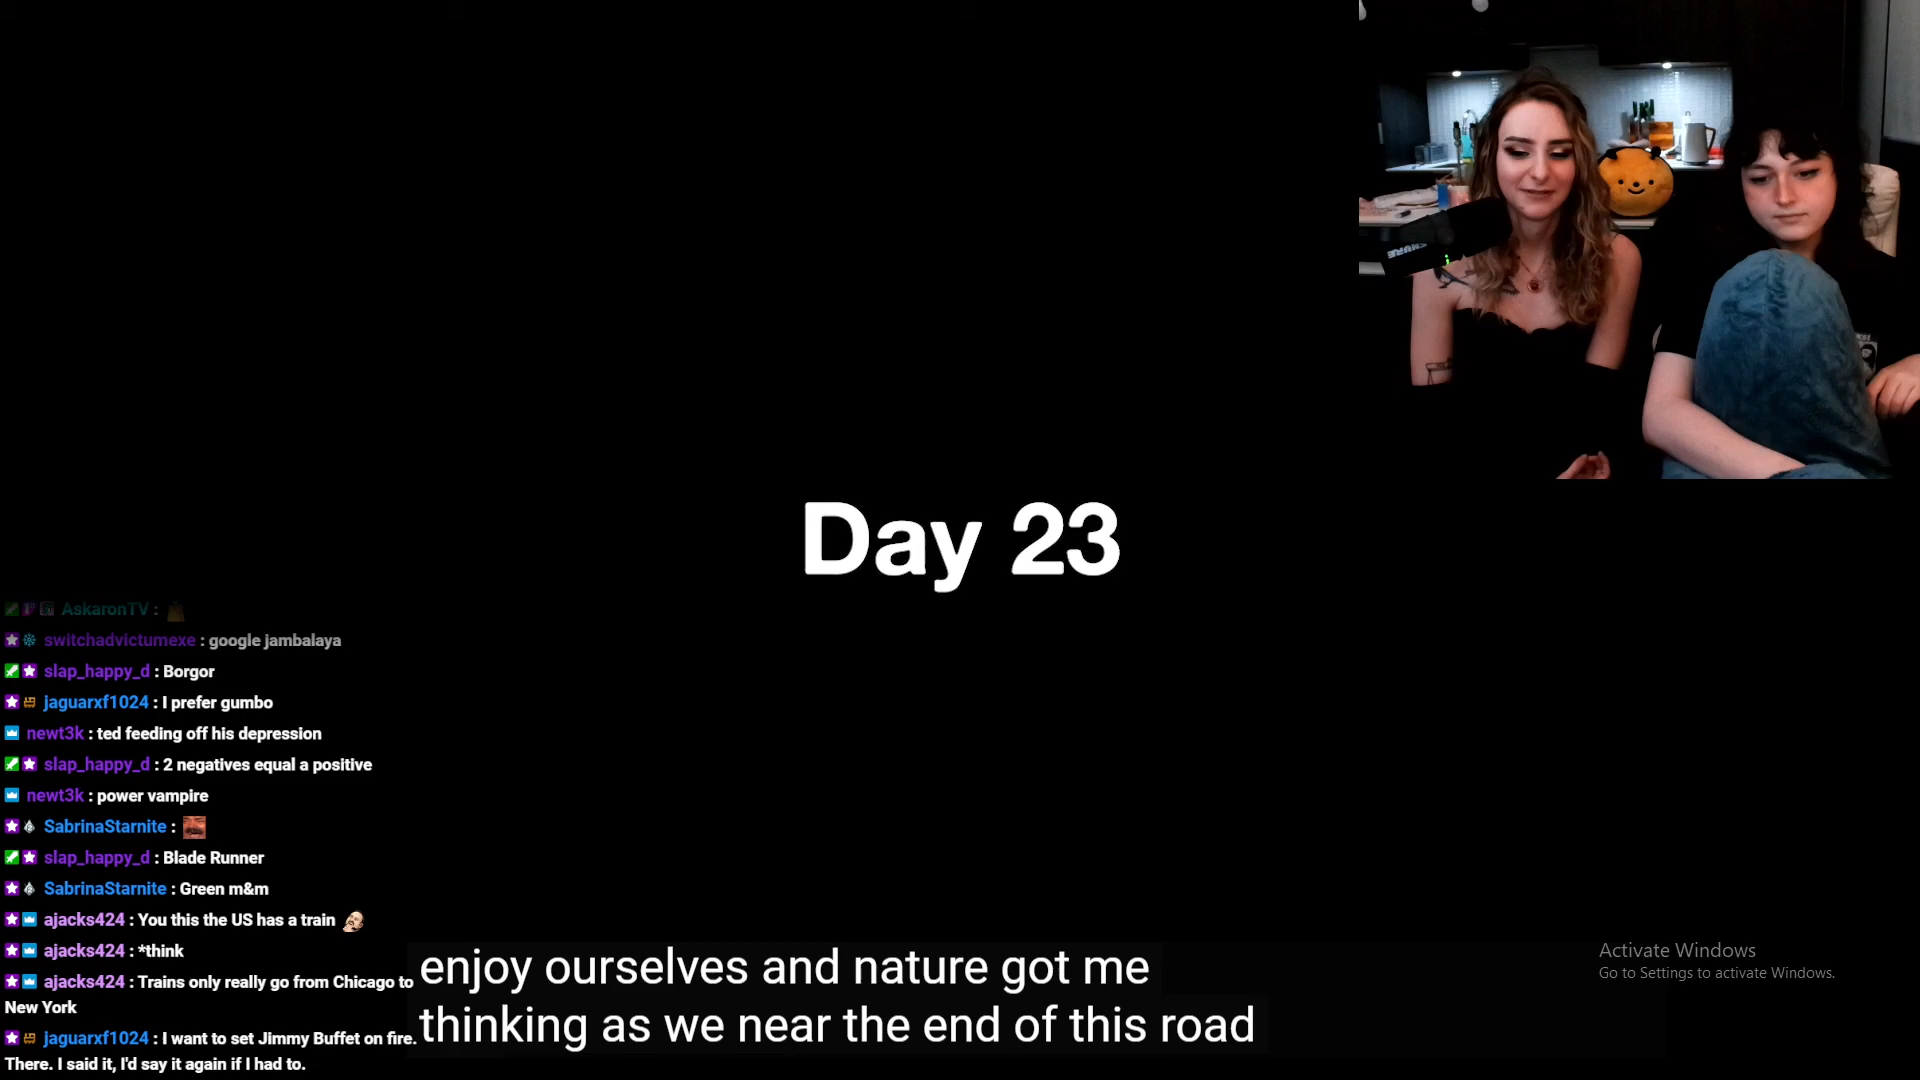 Day 23
AskaronTV :
switchadvictumexe : google jambalaya
slap_happy_d : Borgor
jaguarxf1024 : I prefer gumbo
newt3k : ted feeding off his depression
slap_happy_d : 2 negatives equal a positive
newt3k : power vampire
SabrinaStarnite :
slap_happy_d : Blade Runner
SabrinaStarnite : Green m&m
ajacks424 : You this the US has a train
ajacks424 : *think
ajacks424 : Trains only really go from Chicago to
New York
jaguarxf1024 : I want to set Jimmy Buffet on fire.
There. I said it, I'd say it again if I had to.
enjoy ourselves and nature got me
thinking as we near the end of this road
Activate Windows
Go to Settings to activate Windows.
SHURE